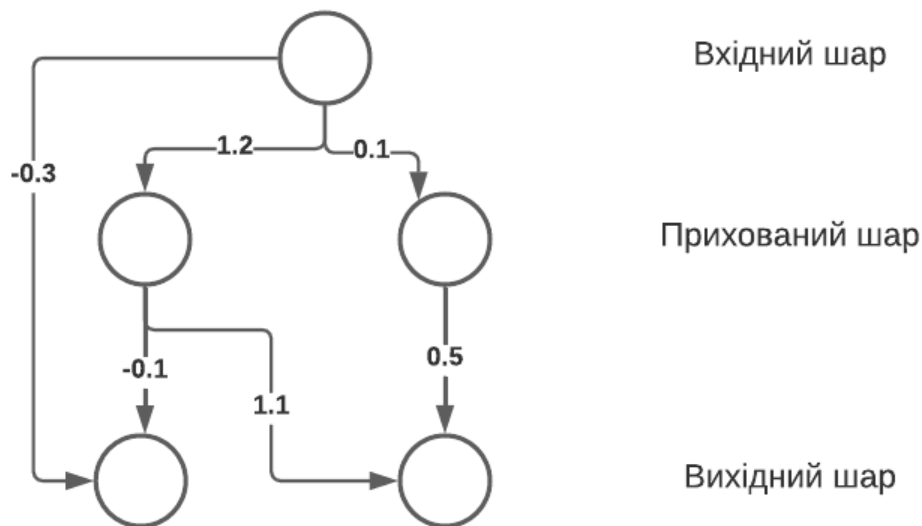 Вхідний шар
1.2
0.1
-0.3
Прихований шар
0.5
-0.1
1.1
Вихідний шар